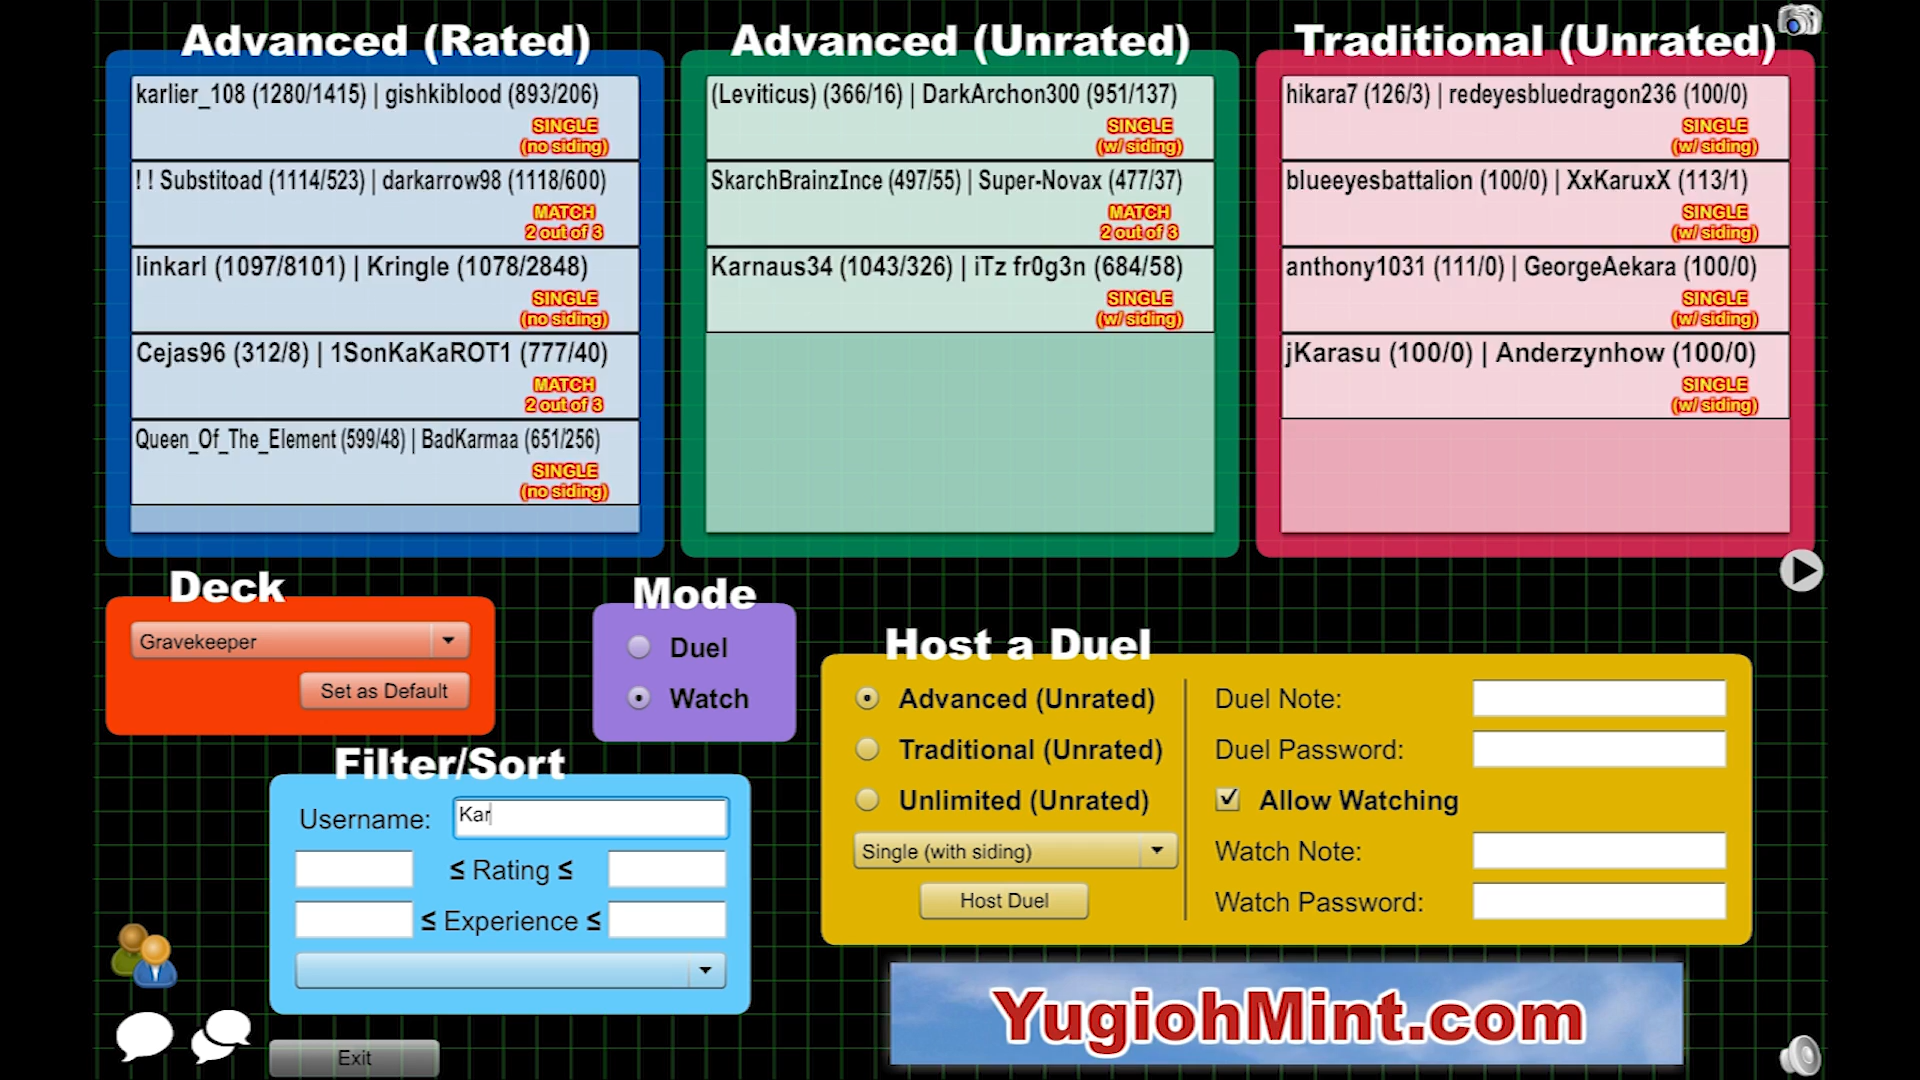 Advanced (Rated)
karlier_108 (1280/1415) | gishkiblood (893/206)
SINGLE
(no siding)
! ! Substitoad (1114/523) | darkarrow98 (1118/600)
MATCH
2 out of 3
linkarl (1097/8101) | Kringle (1078/2848)
SINGLE
(no siding)
Cejas96 (312/8) | 1SonKaKaROT1 (777/40)
MATCH
2 out of 3
Queen_Of_The_Element (599/48) | BadKarmaa (651/256)
SINGLE
(no siding)
Advanced (Unrated)
(Leviticus) (366/16) | DarkArchon300 (951/137)
SINGLE
(w/ siding)
SkarchBrainzInce (497/55) | Super-Novax (477/37)
MATCH
2 out of 3
Karnaus34 (1043/326) | iTz fr0g3n (684/58)
SINGLE
(w/ siding)
Traditional (Unrated)
hikara7 (126/3) | redeyesbluedragon236 (100/0)
SINGLE
(w/ siding)
blueeyesbattalion (100/0) | XxKaruxX (113/1)
SINGLE
(w/ siding)
anthony1031 (111/0) | GeorgeAekara (100/0)
SINGLE
(w/ siding)
jKarasu (100/0) | Anderzynhow (100/0)
SINGLE
(w/ siding)
Deck
Gravekeeper
Set as Default
Mode
Duel
Watch
Filter/Sort
Username: Kar
≤ Rating ≤
≤ Experience ≤
Exit
Host a Duel
Advanced (Unrated)
Traditional (Unrated)
Unlimited (Unrated)
Single (with siding)
Host Duel
Duel Note:
Duel Password:
Allow Watching
Watch Note:
Watch Password:
YugiohMint.com